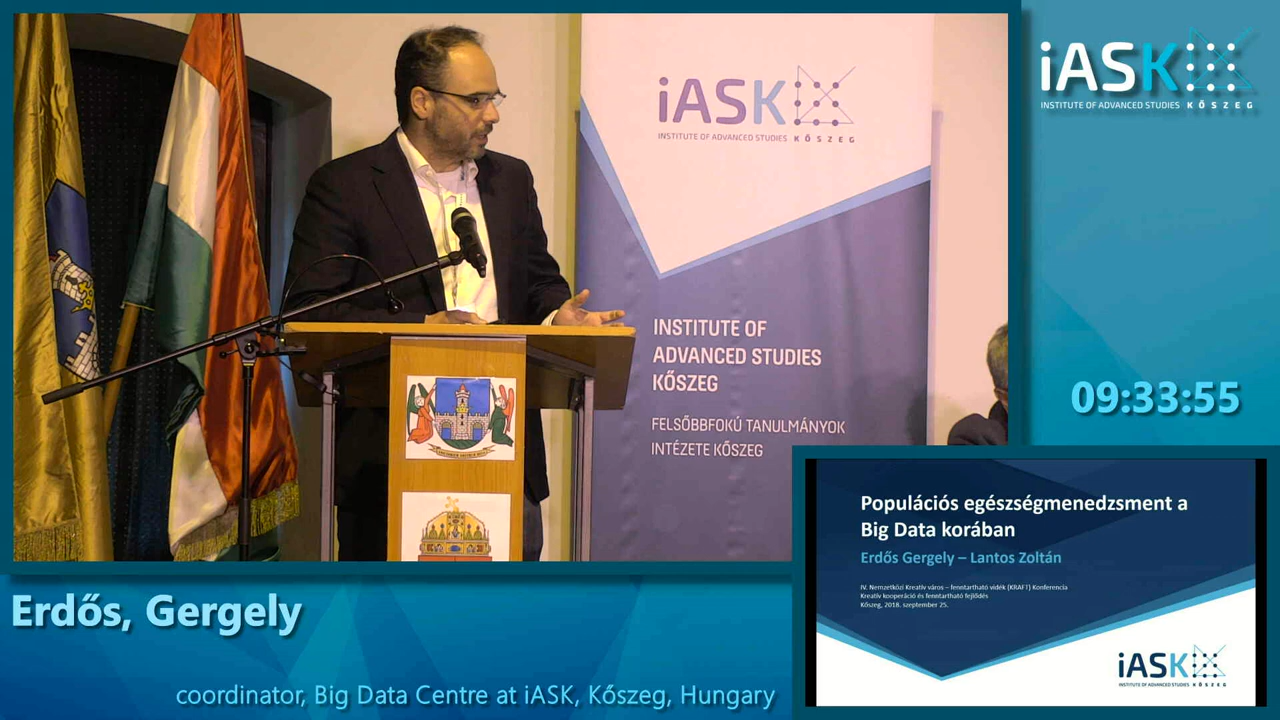 iASK
INSTITUTE OF ADVANCED STUDIES KŐSZEG
INSTITUTE OF
ADVANCED STUDIES
KŐSZEG
FELSŐBBFOKÚ TANULMÁNYOK
INTÉZETE KŐSZEG
iASK
INSTITUTE OF ADVANCED STUDIES KŐSZEG
09:33:55
Populációs egészségmenedzsment a
Big Data korában
Erdős Gergely – Lantos Zoltán
IV. Nemzetközi Kreatív város – fenntartható vidék (KRAFT) Konferencia
Kreatív kooperáció és fenntartható fejlődés
Kőszeg, 2018. szeptember 25.
iASK
INSTITUTE OF ADVANCED STUDIES KŐSZEG
Erdős, Gergely
coordinator, Big Data Centre at iASK, Kőszeg, Hungary